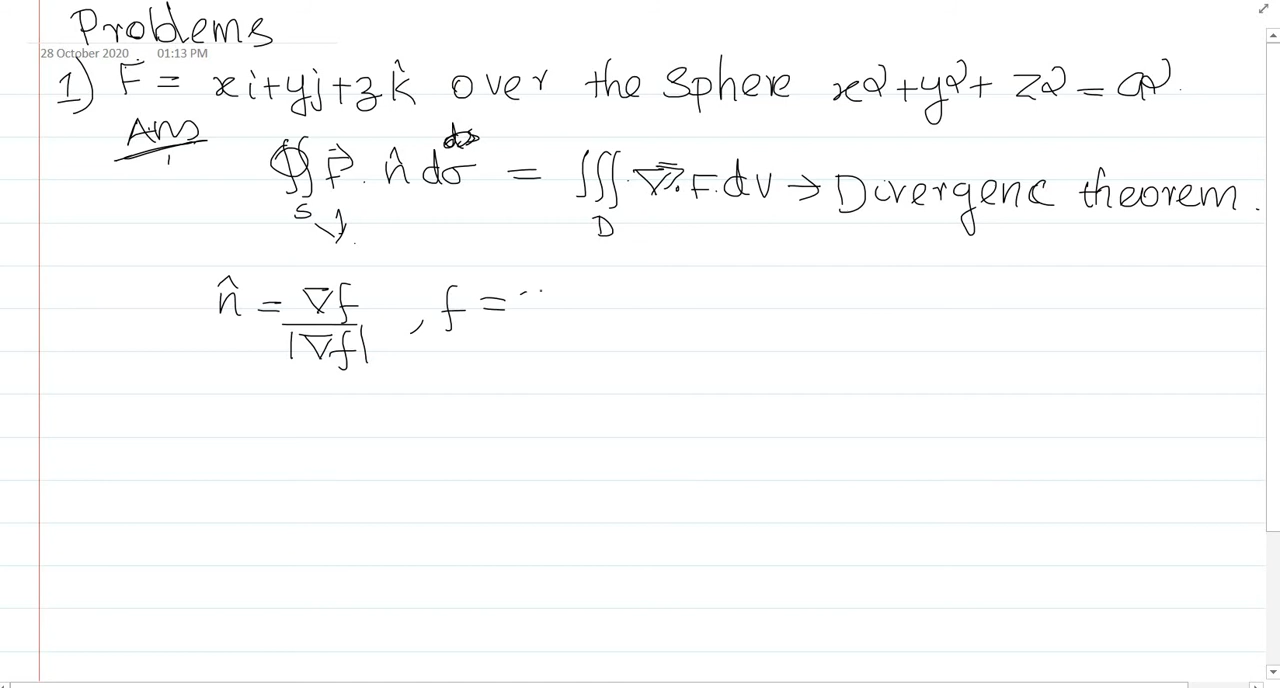 Problems
28 October 2020 01:13 PM
1) F = xi+yj+zk̂ over the sphere x2+y2+z2=a2.
Ans
∯ F⃗. n̂ dσ = ∭ ∇⃗. F. dv → Divergenc theorem.
S D
n̂ = ∇f / |∇f| , f = ..